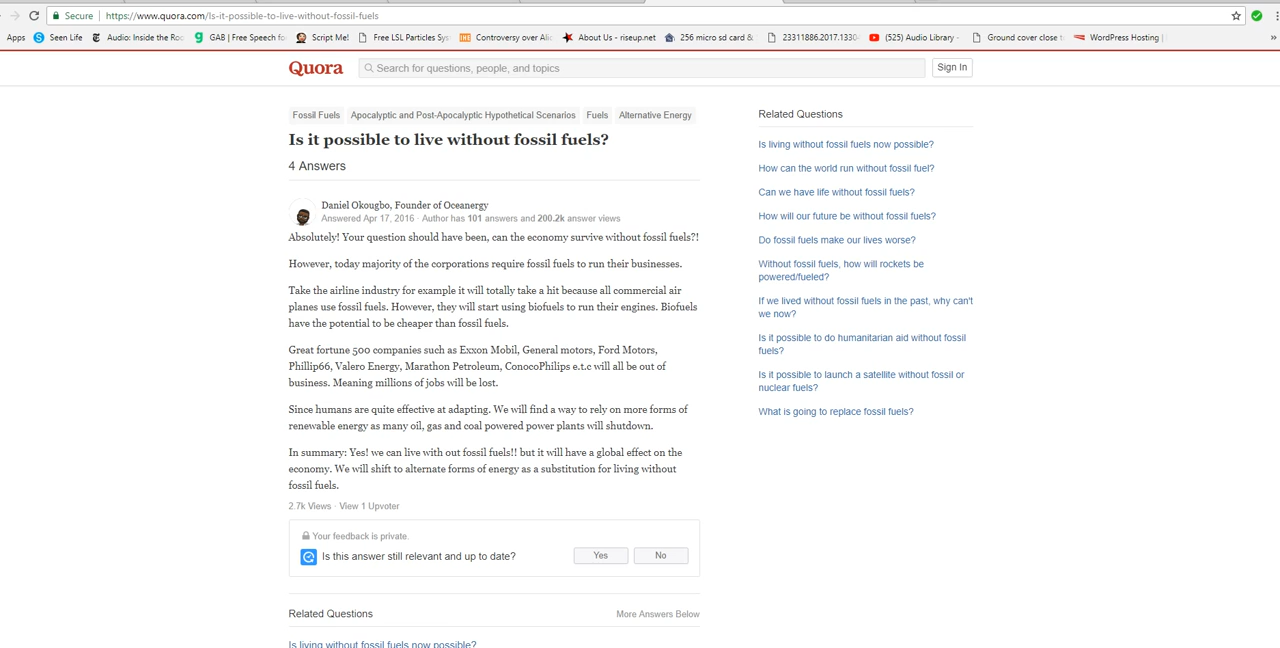 Secure | https://www.quora.com/Is-it-possible-to-live-without-fossil-fuels
Apps Seen Life Audio: Inside the Roc GAB | Free Speech fo Script Me! Free LSL Particles Sys Controversy over Alic About Us - riseup.net 256 micro sd card & 23311886.2017.1330 (525) Audio Library - Ground cover close to WordPress Hosting | »
Quora Search for questions, people, and topics Sign In
Fossil Fuels Apocalyptic and Post-Apocalyptic Hypothetical Scenarios Fuels Alternative Energy
Is it possible to live without fossil fuels?
4 Answers
Daniel Okougbo, Founder of Oceanergy
Answered Apr 17, 2016 · Author has 101 answers and 200.2k answer views
Absolutely! Your question should have been, can the economy survive without fossil fuels?!
However, today majority of the corporations require fossil fuels to run their businesses.
Take the airline industry for example it will totally take a hit because all commercial air
planes use fossil fuels. However, they will start using biofuels to run their engines. Biofuels
have the potential to be cheaper than fossil fuels.
Great fortune 500 companies such as Exxon Mobil, General motors, Ford Motors,
Phillip66, Valero Energy, Marathon Petroleum, ConocoPhilips e.t.c will all be out of
business. Meaning millions of jobs will be lost.
Since humans are quite effective at adapting. We will find a way to rely on more forms of
renewable energy as many oil, gas and coal powered power plants will shutdown.
In summary: Yes! we can live with out fossil fuels!! but it will have a global effect on the
economy. We will shift to alternate forms of energy as a substitution for living without
fossil fuels.
2.7k Views · View 1 Upvoter
Your feedback is private.
Is this answer still relevant and up to date? Yes No
Related Questions More Answers Below
Is living without fossil fuels now possible?
Related Questions
Is living without fossil fuels now possible?
How can the world run without fossil fuel?
Can we have life without fossil fuels?
How will our future be without fossil fuels?
Do fossil fuels make our lives worse?
Without fossil fuels, how will rockets be
powered/fueled?
If we lived without fossil fuels in the past, why can't
we now?
Is it possible to do humanitarian aid without fossil
fuels?
Is it possible to launch a satellite without fossil or
nuclear fuels?
What is going to replace fossil fuels?